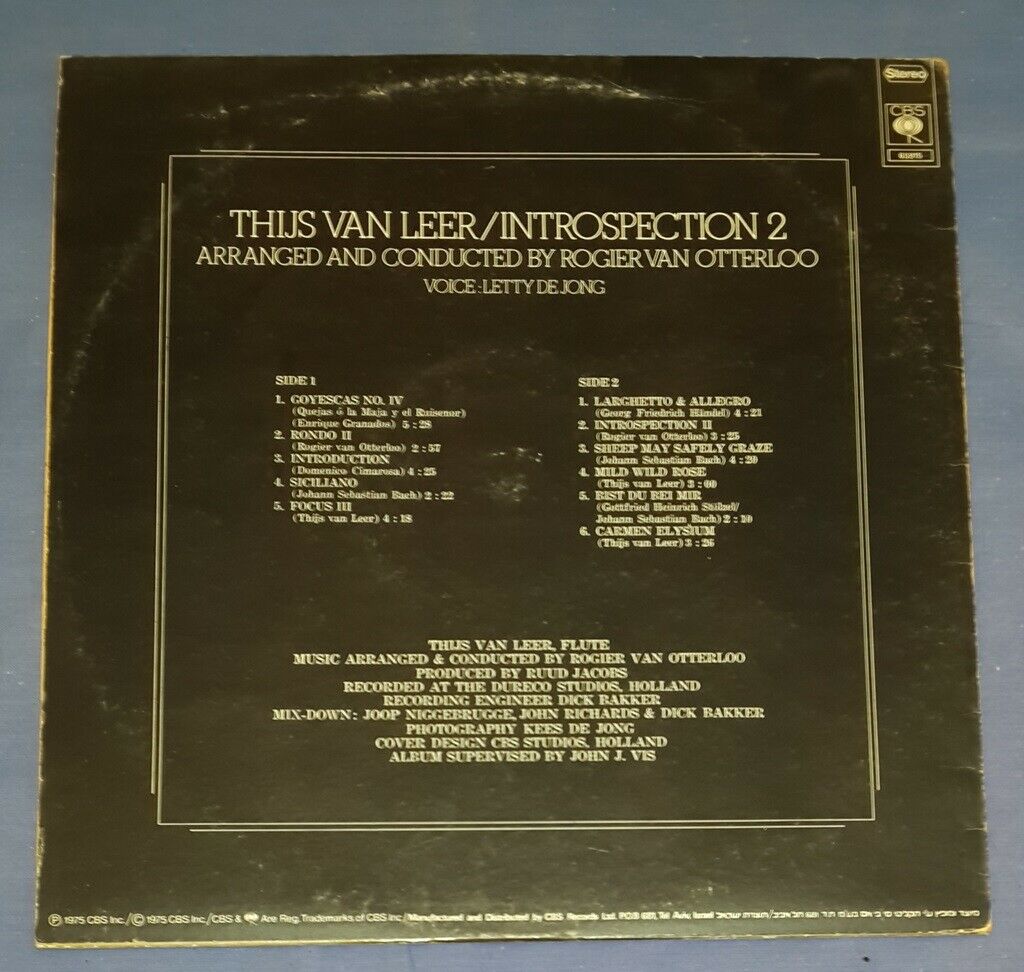 Stereo
CBS
THIJS VAN LEER/INTROSPECTION 2
ARRANGED AND CONDUCTED BY ROGIER VAN OTTERLOO
VOICE: LETTY DE JONG
SIDE 1
1. GOYESCAS NO. IV
(Quejas ó la Maja y el Ruisenor)
(Enrique Granados) 5:28
2. RONDO II
(Rogier van Otterloo) 2:57
3. INTRODUCTION
(Domenico Cimarosa) 4:25
4. SICILIANO
(Johann Sebastian Bach) 2:22
5. FOCUS III
(Thijs van Leer) 4:18
SIDE 2
1. LARGHETTO & ALLEGRO
(Georg Friedrich Händel) 4:21
2. INTROSPECTION II
(Rogier van Otterloo) 3:25
3. SHEEP MAY SAFELY GRAZE
(Johann Sebastian Bach) 4:29
4. MILD WILD ROSE
(Thijs van Leer) 3:00
5. BIST DU BEI MIR
(Gottfried Heinrich Stölzel/
Johann Sebastian Bach) 2:10
6. CARMEN ELYSIUM
(Thijs van Leer) 3:26
THIJS VAN LEER, FLUTE
MUSIC ARRANGED & CONDUCTED BY ROGIER VAN OTTERLOO
PRODUCED BY RUUD JACOBS
RECORDED AT THE DURECO STUDIOS, HOLLAND
RECORDING ENGINEER DICK BAKKER
MIX-DOWN: JOOP NIGGEBRUGGE, JOHN RICHARDS & DICK BAKKER
PHOTOGRAPHY KEES DE JONG
COVER DESIGN CBS STUDIOS, HOLLAND
ALBUM SUPERVISED BY JOHN J. VIS
℗ 1975 CBS Inc./© 1975 CBS Inc./CBS & Are Reg. Trademarks of CBS Inc./Manufactured and Distributed by CBS Records Ltd. P.O.B 681, Tel Aviv, Israel